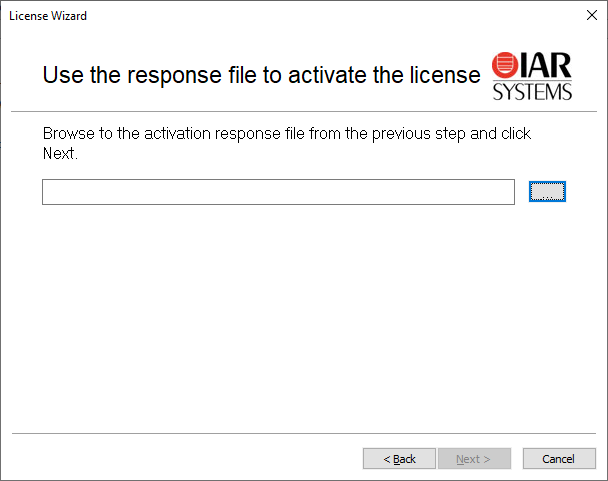 License Wizard
Use the response file to activate the license
IAR
SYSTEMS
Browse to the activation response file from the previous step and click
Next.
...
< Back
Next >
Cancel